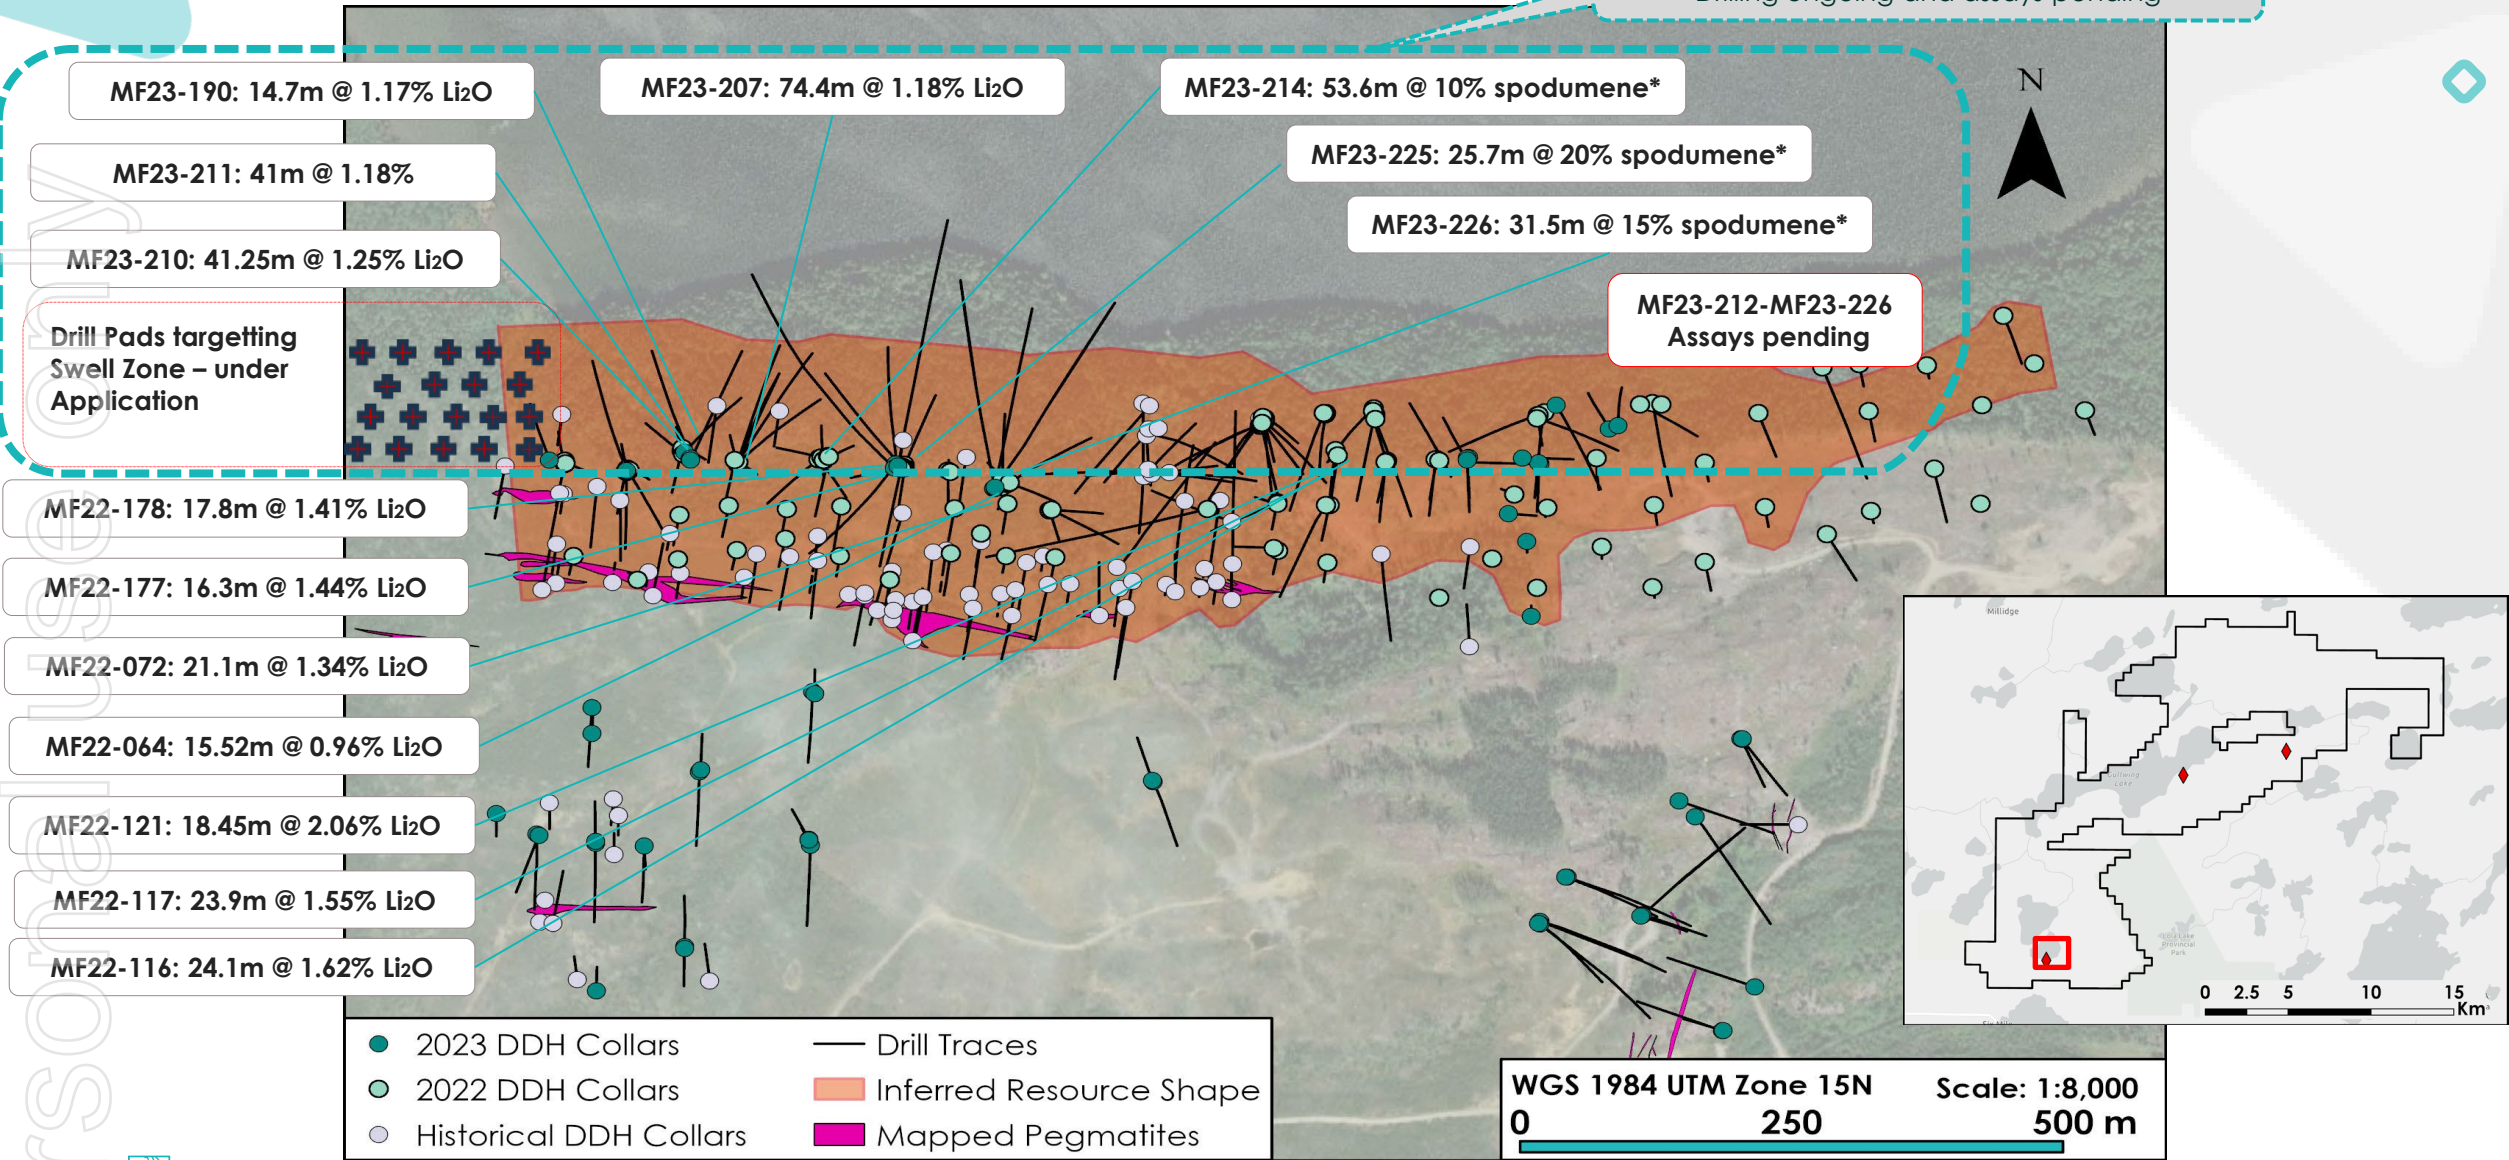 Drilling ongoing and assays pending
MF23-190: 14.7m @ 1.17% Li2O
MF23-207: 74.4m @ 1.18% Li2O
MF23-214: 53.6m @ 10% spodumene*
N
MF23-225: 25.7m @ 20% spodumene*
MF23-211: 41m @ 1.18%
MF23-226: 31.5m @ 15% spodumene*
MF23-210: 41.25m @ 1.25% Li2O
MF23-212-MF23-226
Assays pending
Drill Pads targetting
Swell Zone – under
Application
MF22-178: 17.8m @ 1.41% Li2O
MF22-177: 16.3m @ 1.44% Li2O
MF22-072: 21.1m @ 1.34% Li2O
MF22-064: 15.52m @ 0.96% Li2O
MF22-121: 18.45m @ 2.06% Li2O
MF22-117: 23.9m @ 1.55% Li2O
MF22-116: 24.1m @ 1.62% Li2O
Millidge
Gullwing
Lake
Provincial
Park
0 2.5 5 10 15
Km
2023 DDH Collars
Drill Traces
2022 DDH Collars
Inferred Resource Shape
Historical DDH Collars
Mapped Pegmatites
WGS 1984 UTM Zone 15N
Scale: 1:8,000
0 250 500 m
rsonal use only